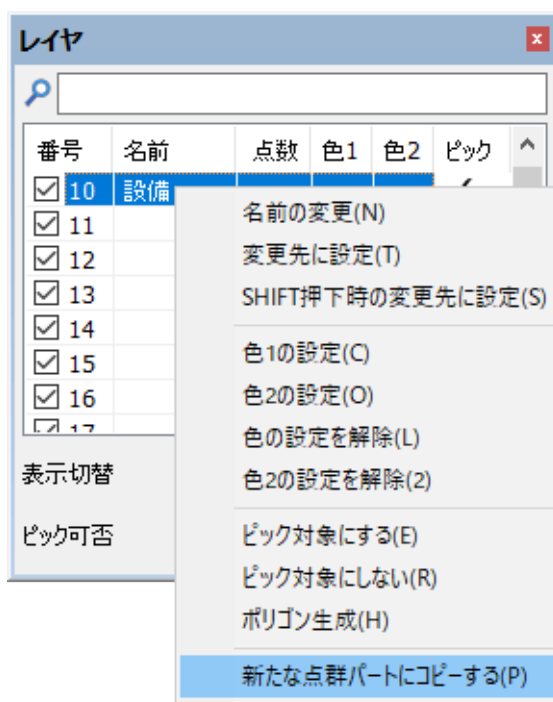 レイヤ
番号 名前 点数 色1 色2 ピック
10 設備
11
12
13
14
15
16
17
表示切替
ピック可否
名前の変更(N)
変更先に設定(T)
SHIFT押下時の変更先に設定(S)
色1の設定(C)
色2の設定(O)
色の設定を解除(L)
色2の設定を解除(2)
ピック対象にする(E)
ピック対象にしない(R)
ポリゴン生成(H)
新たな点群パートにコピーする(P)